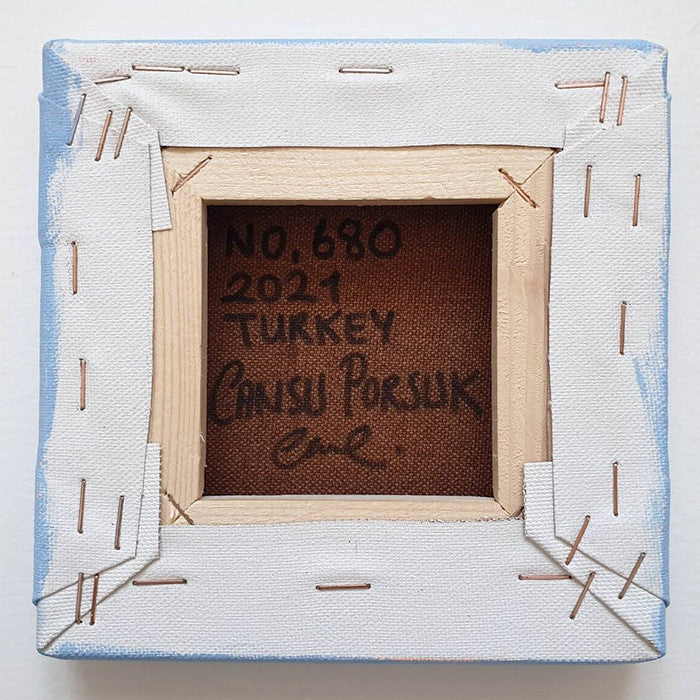 NO, 680
2021
TURKEY
CANSU PORSUK